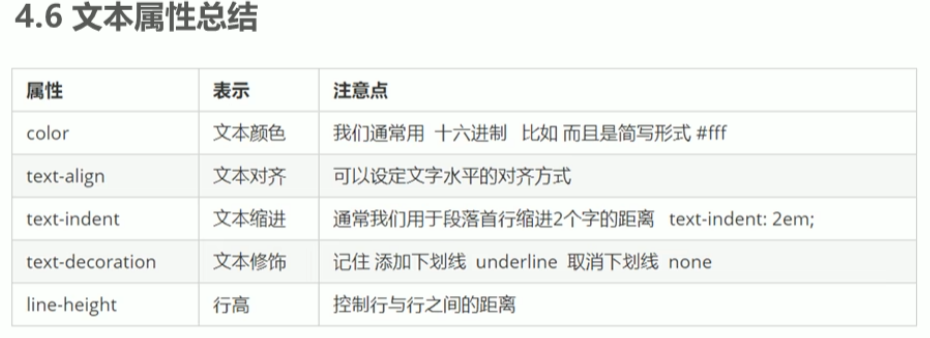 4.6 文本属性总结
属性 表示 注意点
color 文本颜色 我们通常用 十六进制 比如 而且是简写形式 #fff
text-align 文本对齐 可以设定文字水平的对齐方式
text-indent 文本缩进 通常我们用于段落首行缩进2个字的距离 text-indent: 2em;
text-decoration 文本修饰 记住 添加下划线 underline 取消下划线 none
line-height 行高 控制行与行之间的距离